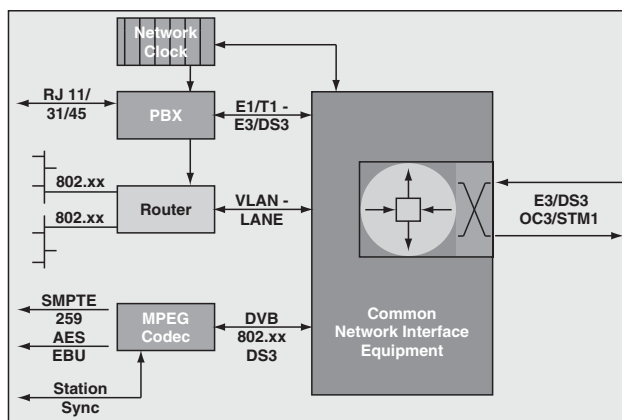 Network
Clock
RJ 11/
31/45
PBX
E1/T1 -
E3/DS3
802.xx
802.xx
Router
VLAN -
LANE
E3/DS3
OC3/STM1
SMPTE
259
AES
EBU
MPEG
Codec
DVB
802.xx
DS3
Common
Network Interface
Equipment
Station
Sync